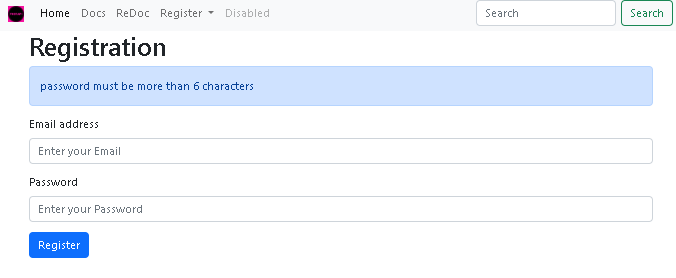 Home Docs ReDoc Register Disabled Search Search
Registration
password must be more than 6 characters
Email address
Enter your Email
Password
Enter your Password
Register